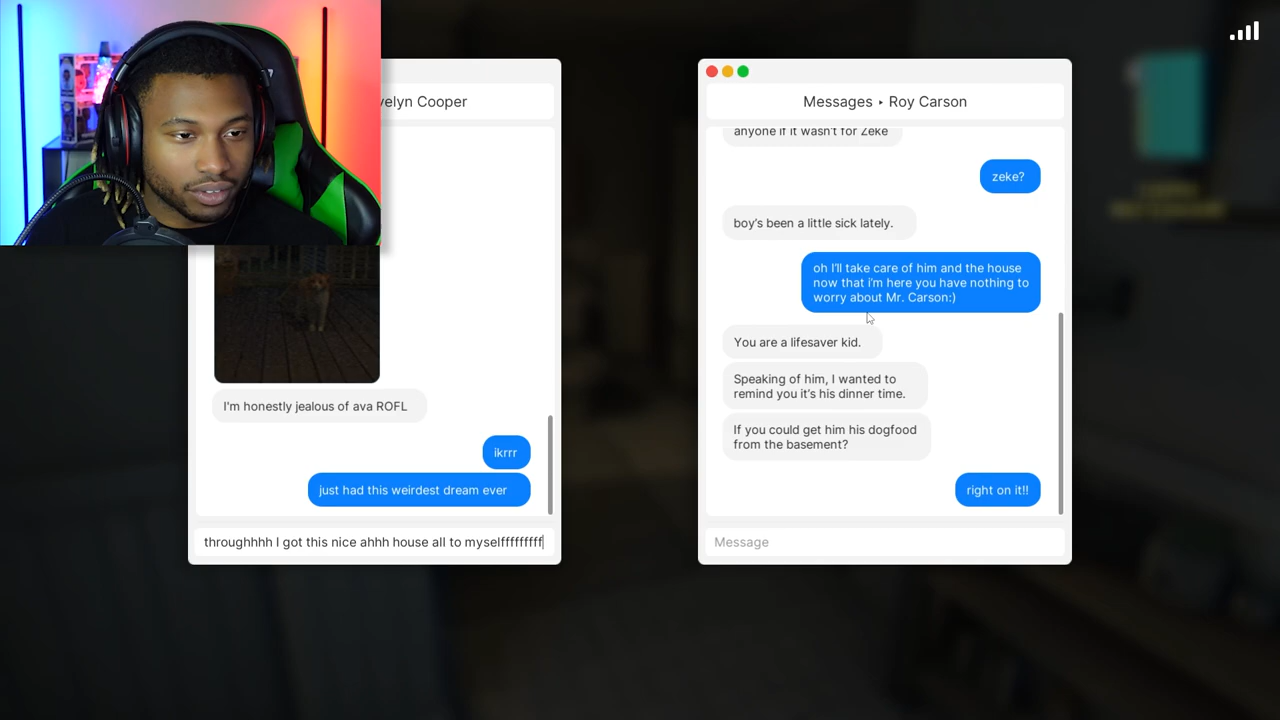 velyn Cooper
I'm honestly jealous of ava ROFL
ikrrr
just had this weirdest dream ever
throughhhh I got this nice ahhh house all to myselfffffffff
Messages ▸ Roy Carson
anyone if it wasn't for Zeke
zeke?
boy's been a little sick lately.
oh I'll take care of him and the house
now that i'm here you have nothing to
worry about Mr. Carson:)
You are a lifesaver kid.
Speaking of him, I wanted to
remind you it's his dinner time.
If you could get him his dogfood
from the basement?
right on it!!
Message